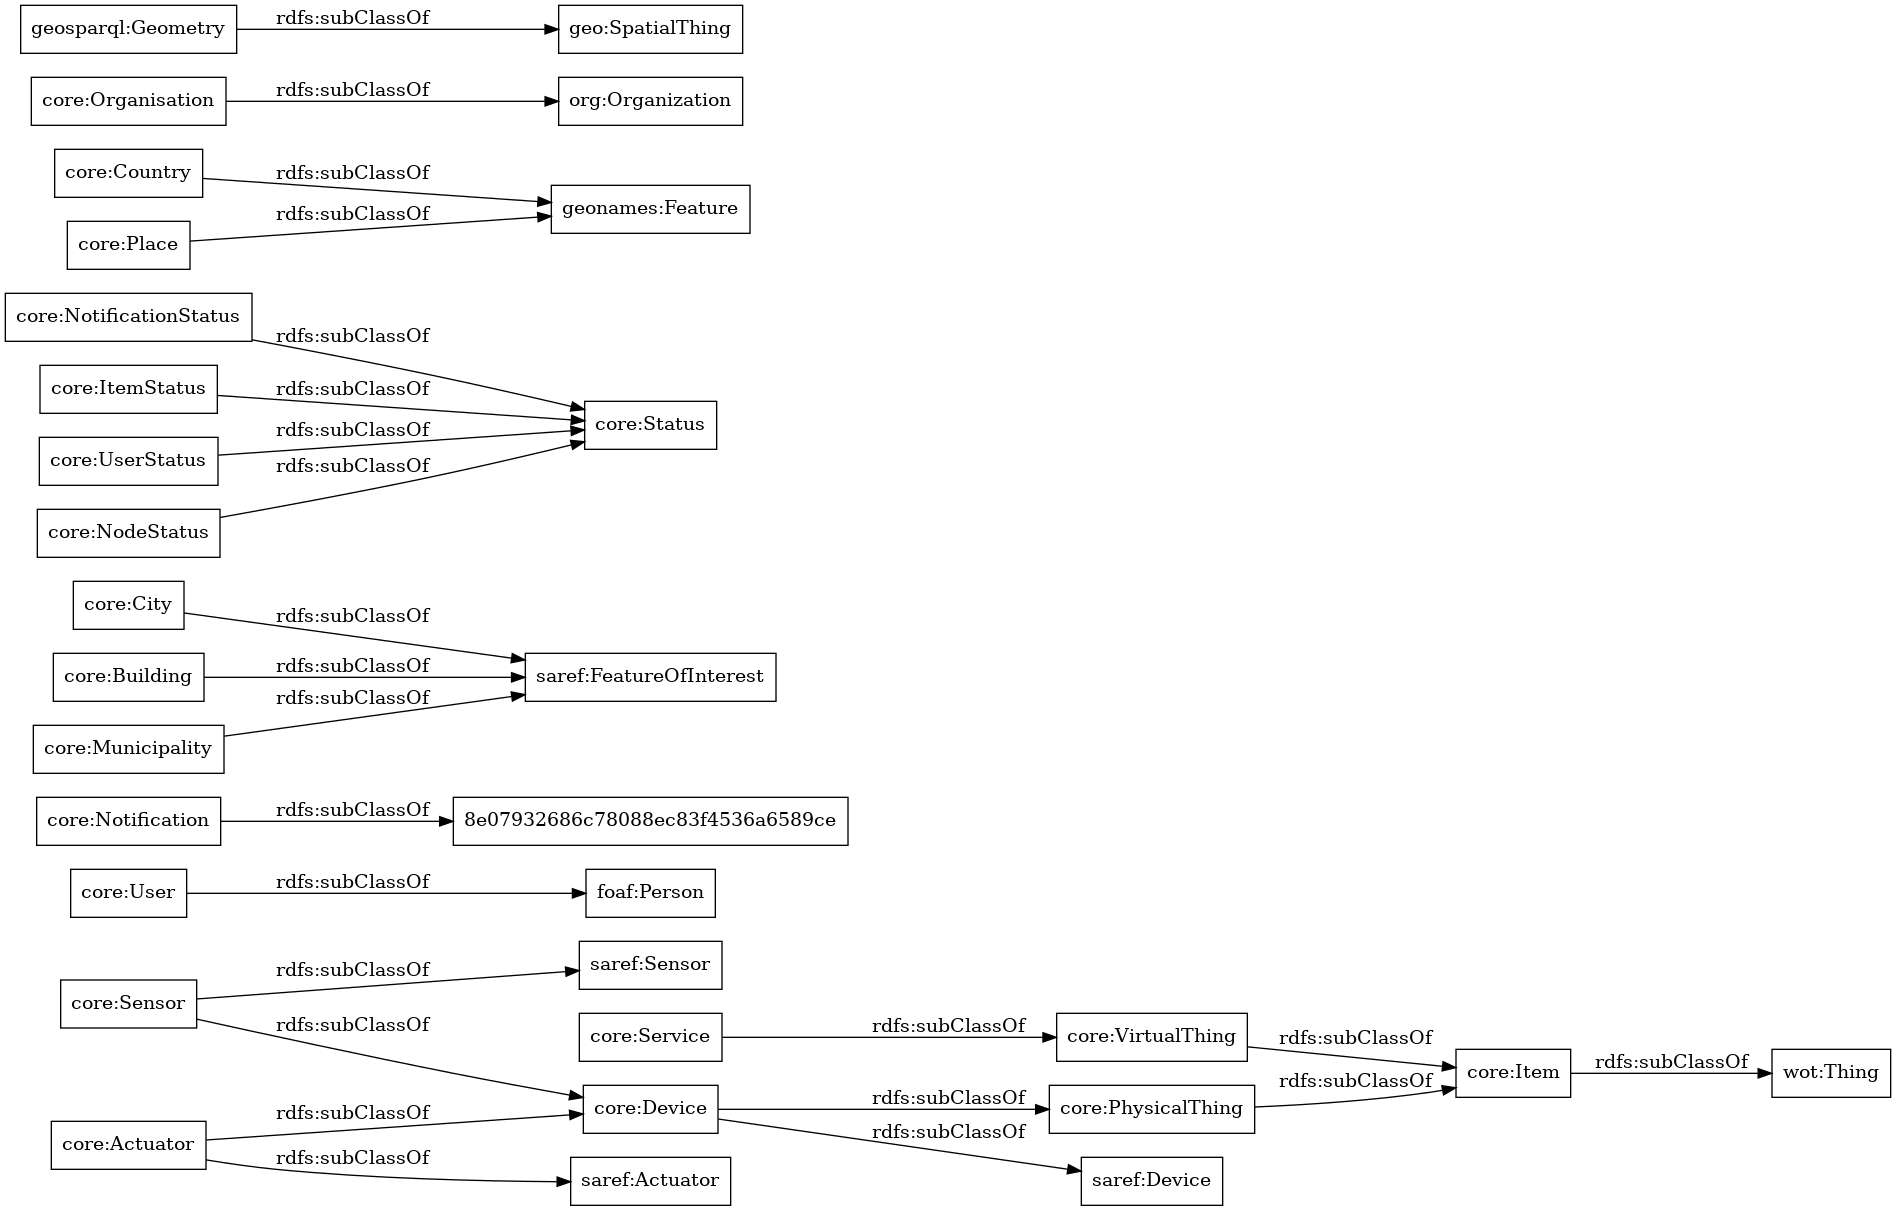 geosparql:Geometry rdfs:subClassOf geo:SpatialThing
core:Organisation rdfs:subClassOf org:Organization
core:Country rdfs:subClassOf
geonames:Feature
core:Place rdfs:subClassOf
core:NotificationStatus rdfs:subClassOf
core:ItemStatus rdfs:subClassOf
core:Status
core:UserStatus rdfs:subClassOf
core:NodeStatus rdfs:subClassOf
core:City rdfs:subClassOf
core:Building rdfs:subClassOf saref:FeatureOfInterest
core:Municipality rdfs:subClassOf
core:Notification rdfs:subClassOf 8e07932686c78088ec83f4536a6589ce
core:User rdfs:subClassOf foaf:Person
rdfs:subClassOf saref:Sensor
core:Sensor
rdfs:subClassOf core:Service rdfs:subClassOf core:VirtualThing rdfs:subClassOf
core:Item rdfs:subClassOf wot:Thing
rdfs:subClassOf core:Device rdfs:subClassOf core:PhysicalThing rdfs:subClassOf
core:Actuator rdfs:subClassOf
rdfs:subClassOf saref:Actuator saref:Device